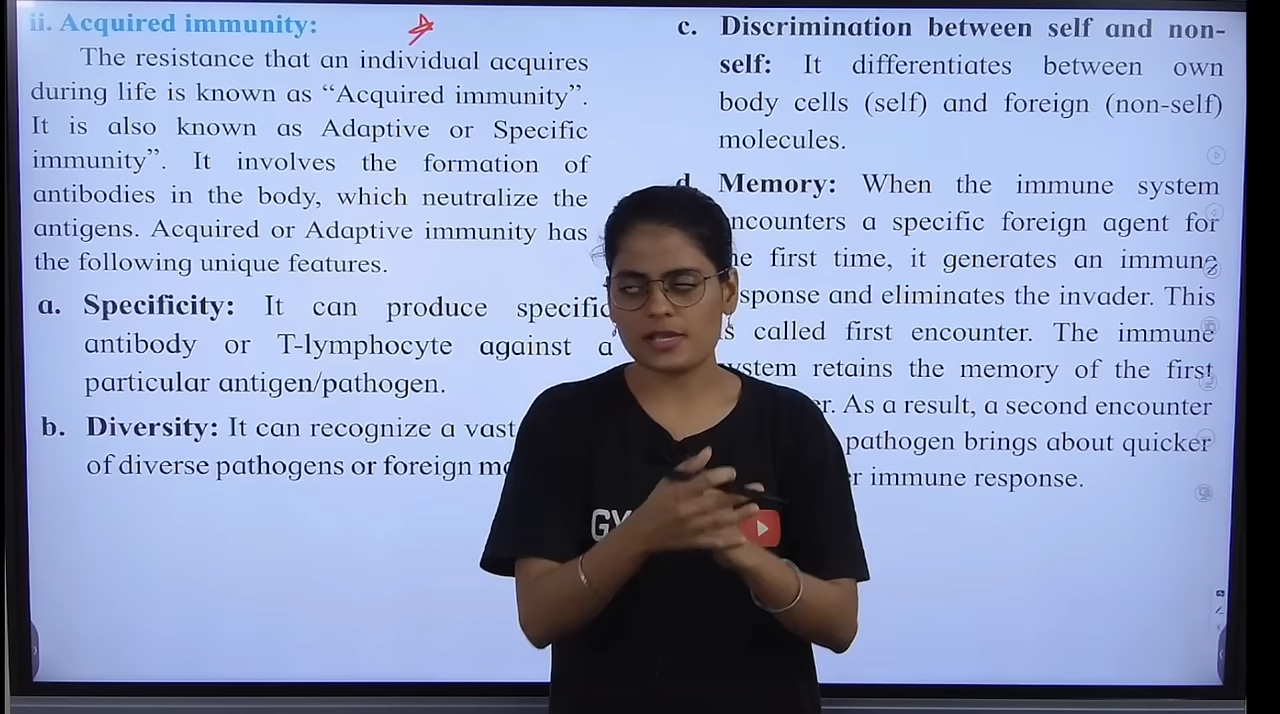 ii. Acquired immunity:
The resistance that an individual acquires
during life is known as “Acquired immunity”.
It is also known as Adaptive or Specific
immunity”. It involves the formation of
antibodies in the body, which neutralize the
antigens. Acquired or Adaptive immunity has
the following unique features.
a. Specificity: It can produce specific
antibody or T-lymphocyte against a
particular antigen/pathogen.
b. Diversity: It can recognize a vast
of diverse pathogens or foreign
c. Discrimination between self and non-
self: It differentiates between own
body cells (self) and foreign (non-self)
molecules.
d. Memory: When the immune system
ncounters a specific foreign agent for
he first time, it generates an immune
sponse and eliminates the invader. This
is called first encounter. The immune
ystem retains the memory of the first
r. As a result, a second encounter
pathogen brings about quicker
r immune response.